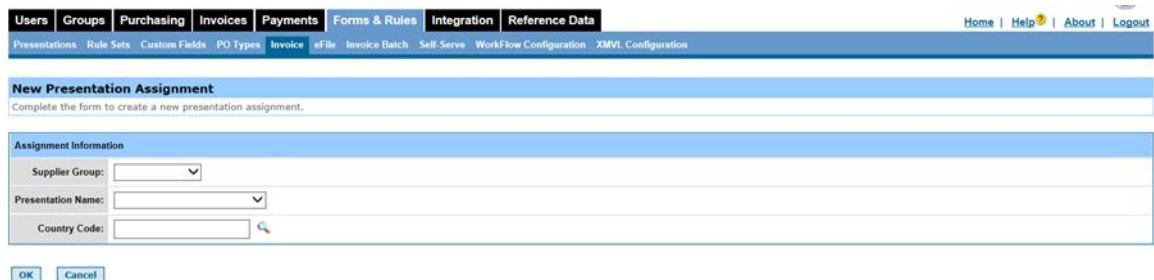 Users Groups Purchasing Invoices Payments Forms & Rules Integration Reference Data
Home | Help | About | Logout
Presentations Rule Sets Custom Fields PO Types Invoice eFile Invoice Batch Self-Serve WorkFlow Configuration XMVL Configuration
New Presentation Assignment
Complete the form to create a new presentation assignment.
Assignment Information
Supplier Group:
Presentation Name:
Country Code:
OK Cancel